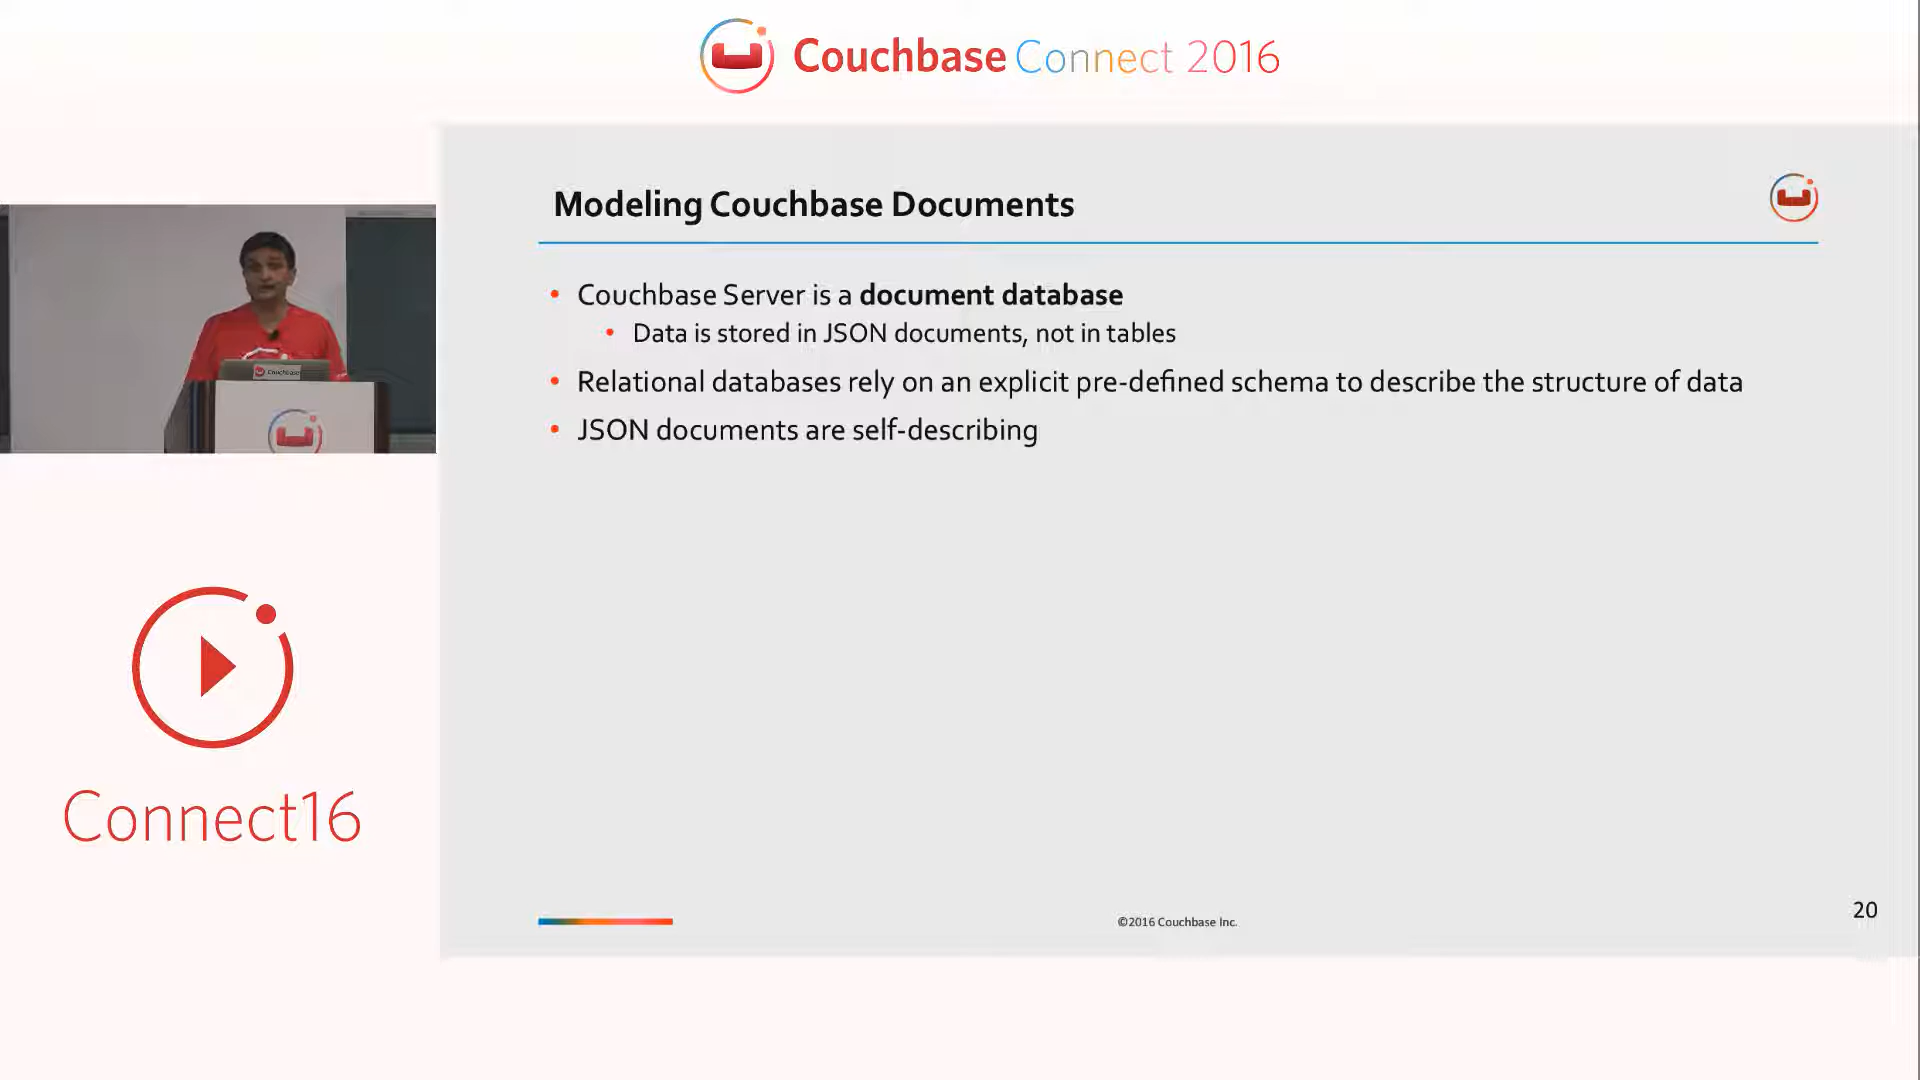 Couchbase Connect 2016
Modeling Couchbase Documents
• Couchbase Server is a document database
• Data is stored in JSON documents, not in tables
• Relational databases rely on an explicit pre-defined schema to describe the structure of data
• JSON documents are self-describing
Couchbase
Connect16
©2016 Couchbase Inc.
20